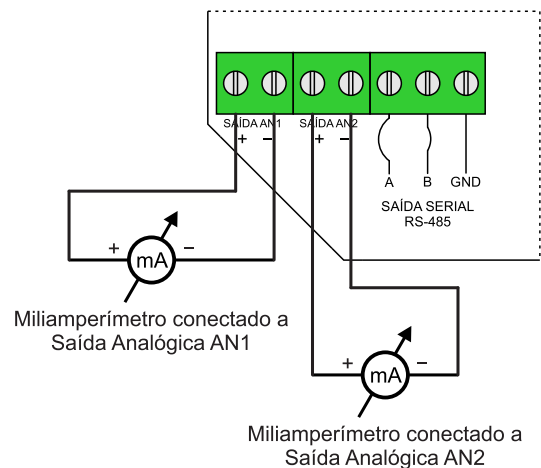 SAÍDA AN1
+ −
SAÍDA AN2
+ −
A B GND
SAÍDA SERIAL
RS-485
+ mA −
Miliamperímetro conectado a
Saída Analógica AN1
+ mA −
Miliamperímetro conectado a
Saída Analógica AN2